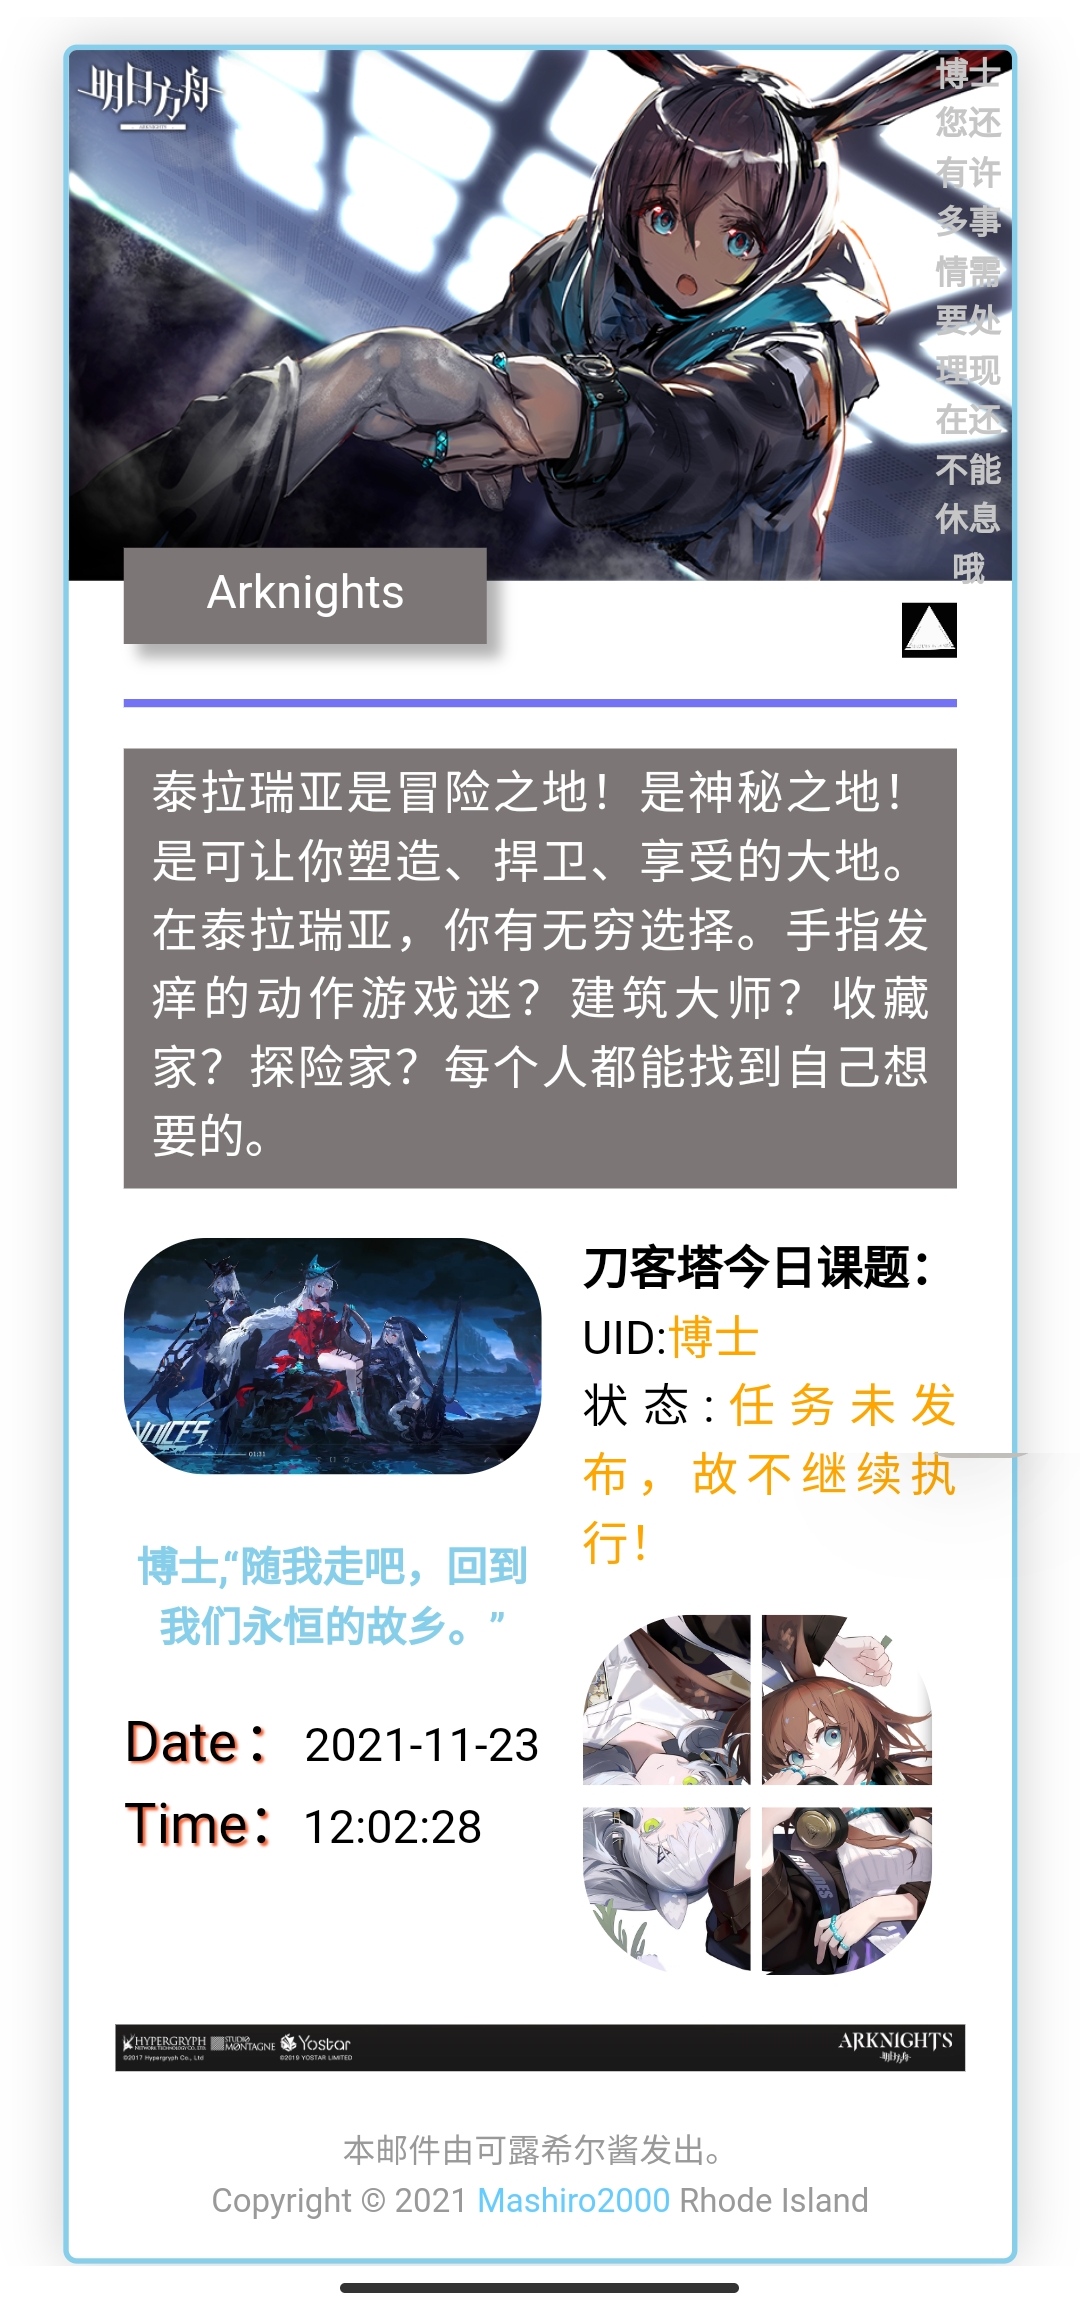 明日方舟
ARKNIGHTS
博士
您还
有许
多事
情需
要处
理现
在还
不能
休息
哦
Arknights
泰拉瑞亚是冒险之地！是神秘之地！
是可让你塑造、捍卫、享受的大地。
在泰拉瑞亚，你有无穷选择。手指发
痒的动作游戏迷？建筑大师？收藏
家？探险家？每个人都能找到自己想
要的。
VOICES
01:31
刀客塔今日课题：
UID:博士
状态:任务未发
布，故不继续执
行！
博士,“随我走吧，回到
我们永恒的故乡。”
Date：2021-11-23
Time：12:02:28
HYPERGRYPH
NETWORK TECHNOLOGY CO., LTD.
©2017 Hypergryph Co., Ltd
STUDIO
MONTAGNE
Yostar
©2019 YOSTAR LIMITED
ARKNIGHTS
明日方舟
本邮件由可露希尔酱发出。
Copyright © 2021 Mashiro2000 Rhode Island